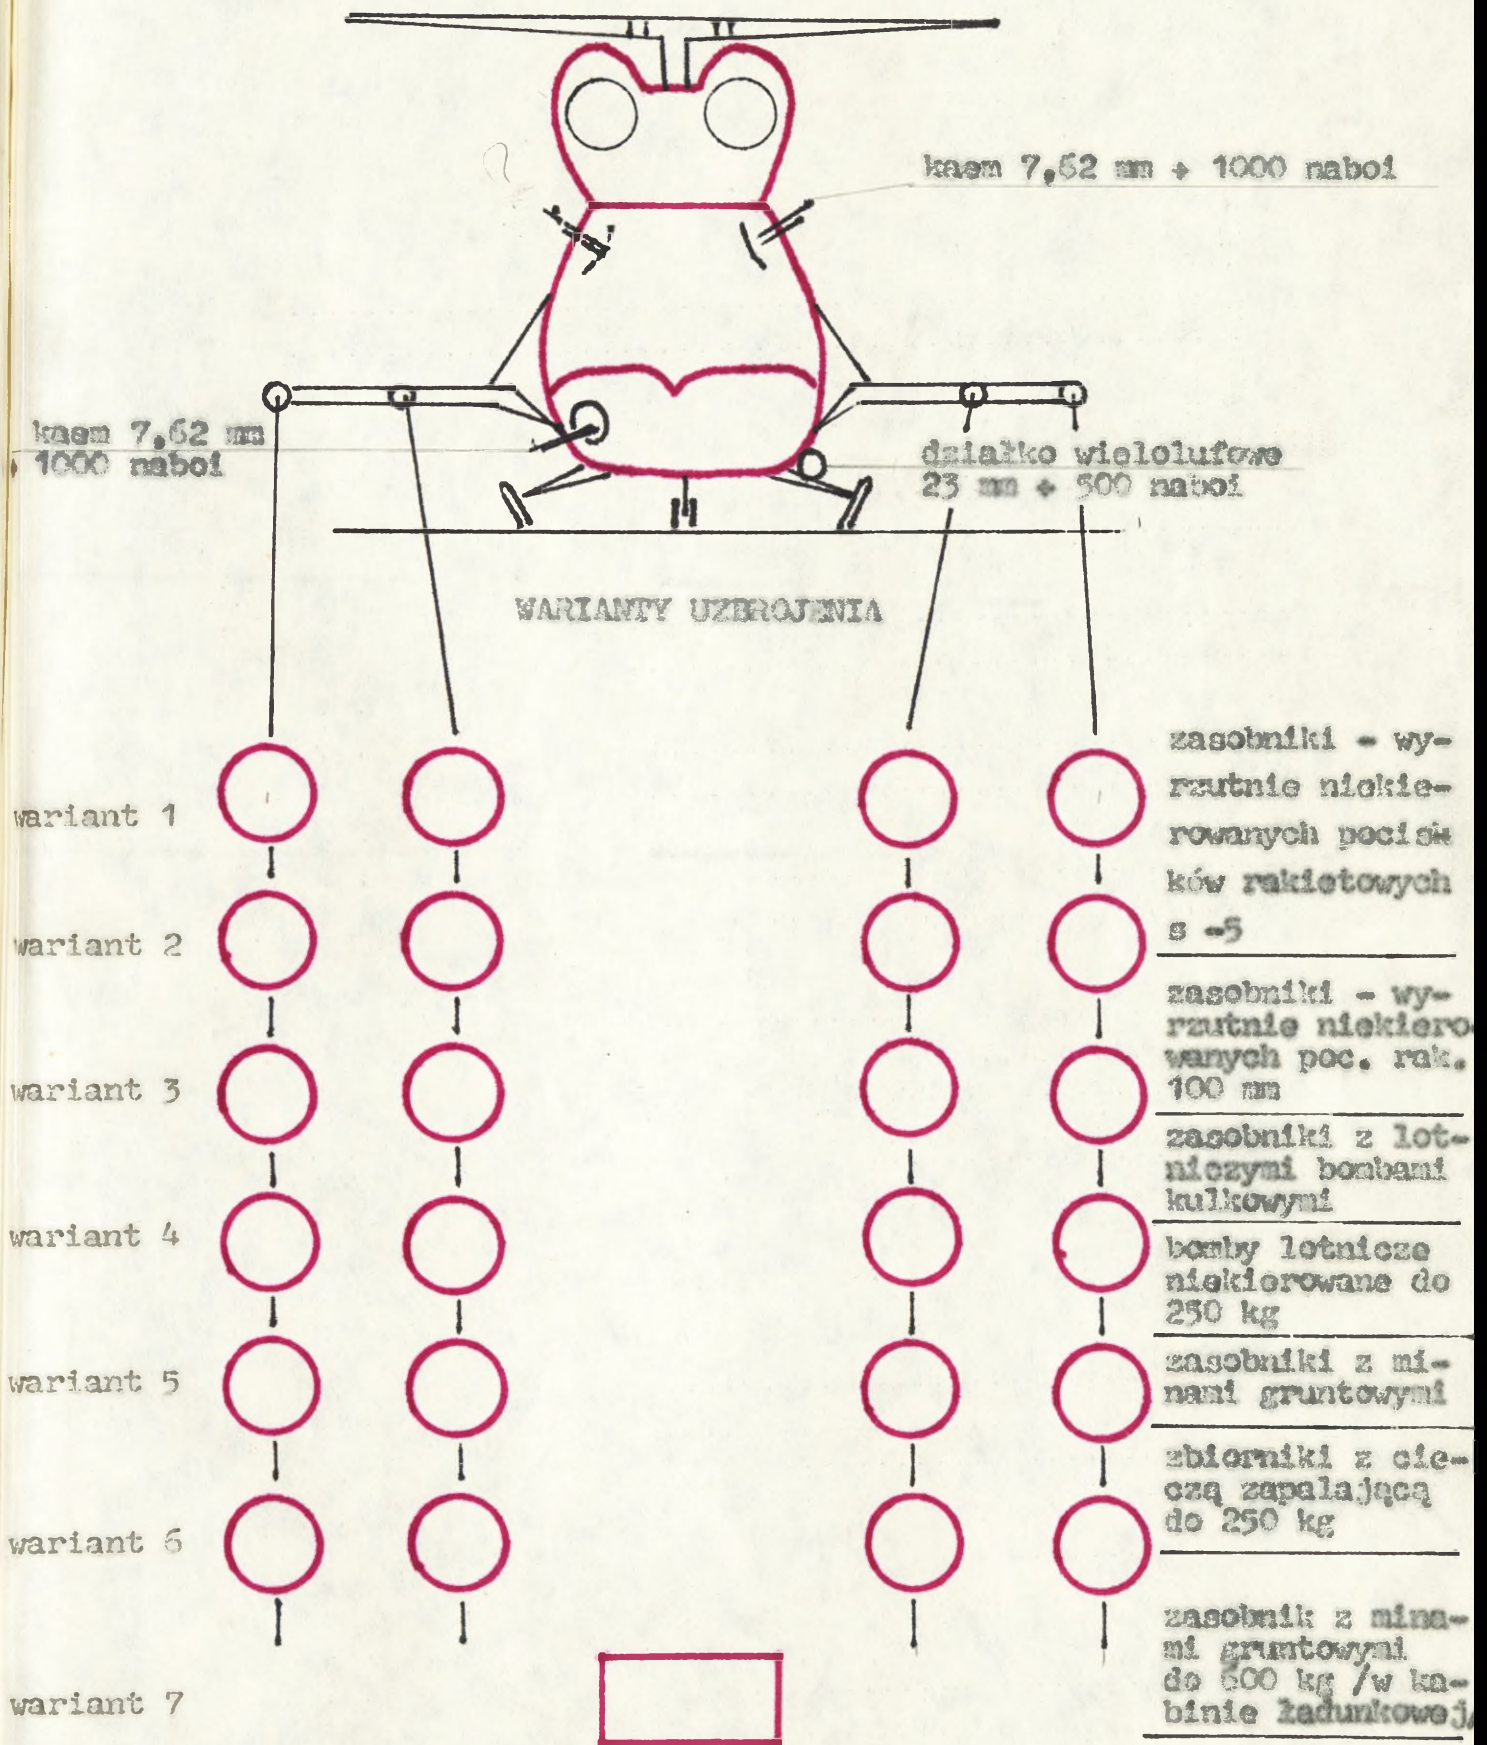 kaem 7,62 mm + 1000 naboi
kaem 7,62 mm
+ 1000 naboi
działko wielolufowe
23 mm + 500 naboi
WARIANTY UZBROJENIA
wariant 1
zasobniki - wy-
rzutnie niekie-
rowanych pocisk
ków rakietowych
s -5
wariant 2
zasobniki - wy-
rzutnie niekiero-
wanych poc. rak.
100 mm
wariant 3
zasobniki z lot-
niczymi bombami
kulkowymi
wariant 4
bomby lotnicze
niekierowane do
250 kg
wariant 5
zasobniki z mi-
nami gruntowymi
wariant 6
zbiorniki z cie-
czą zapalającą
do 250 kg
wariant 7
zasobnik z mina-
mi gruntowymi
do 600 kg /w ka-
binie ładunkowej/